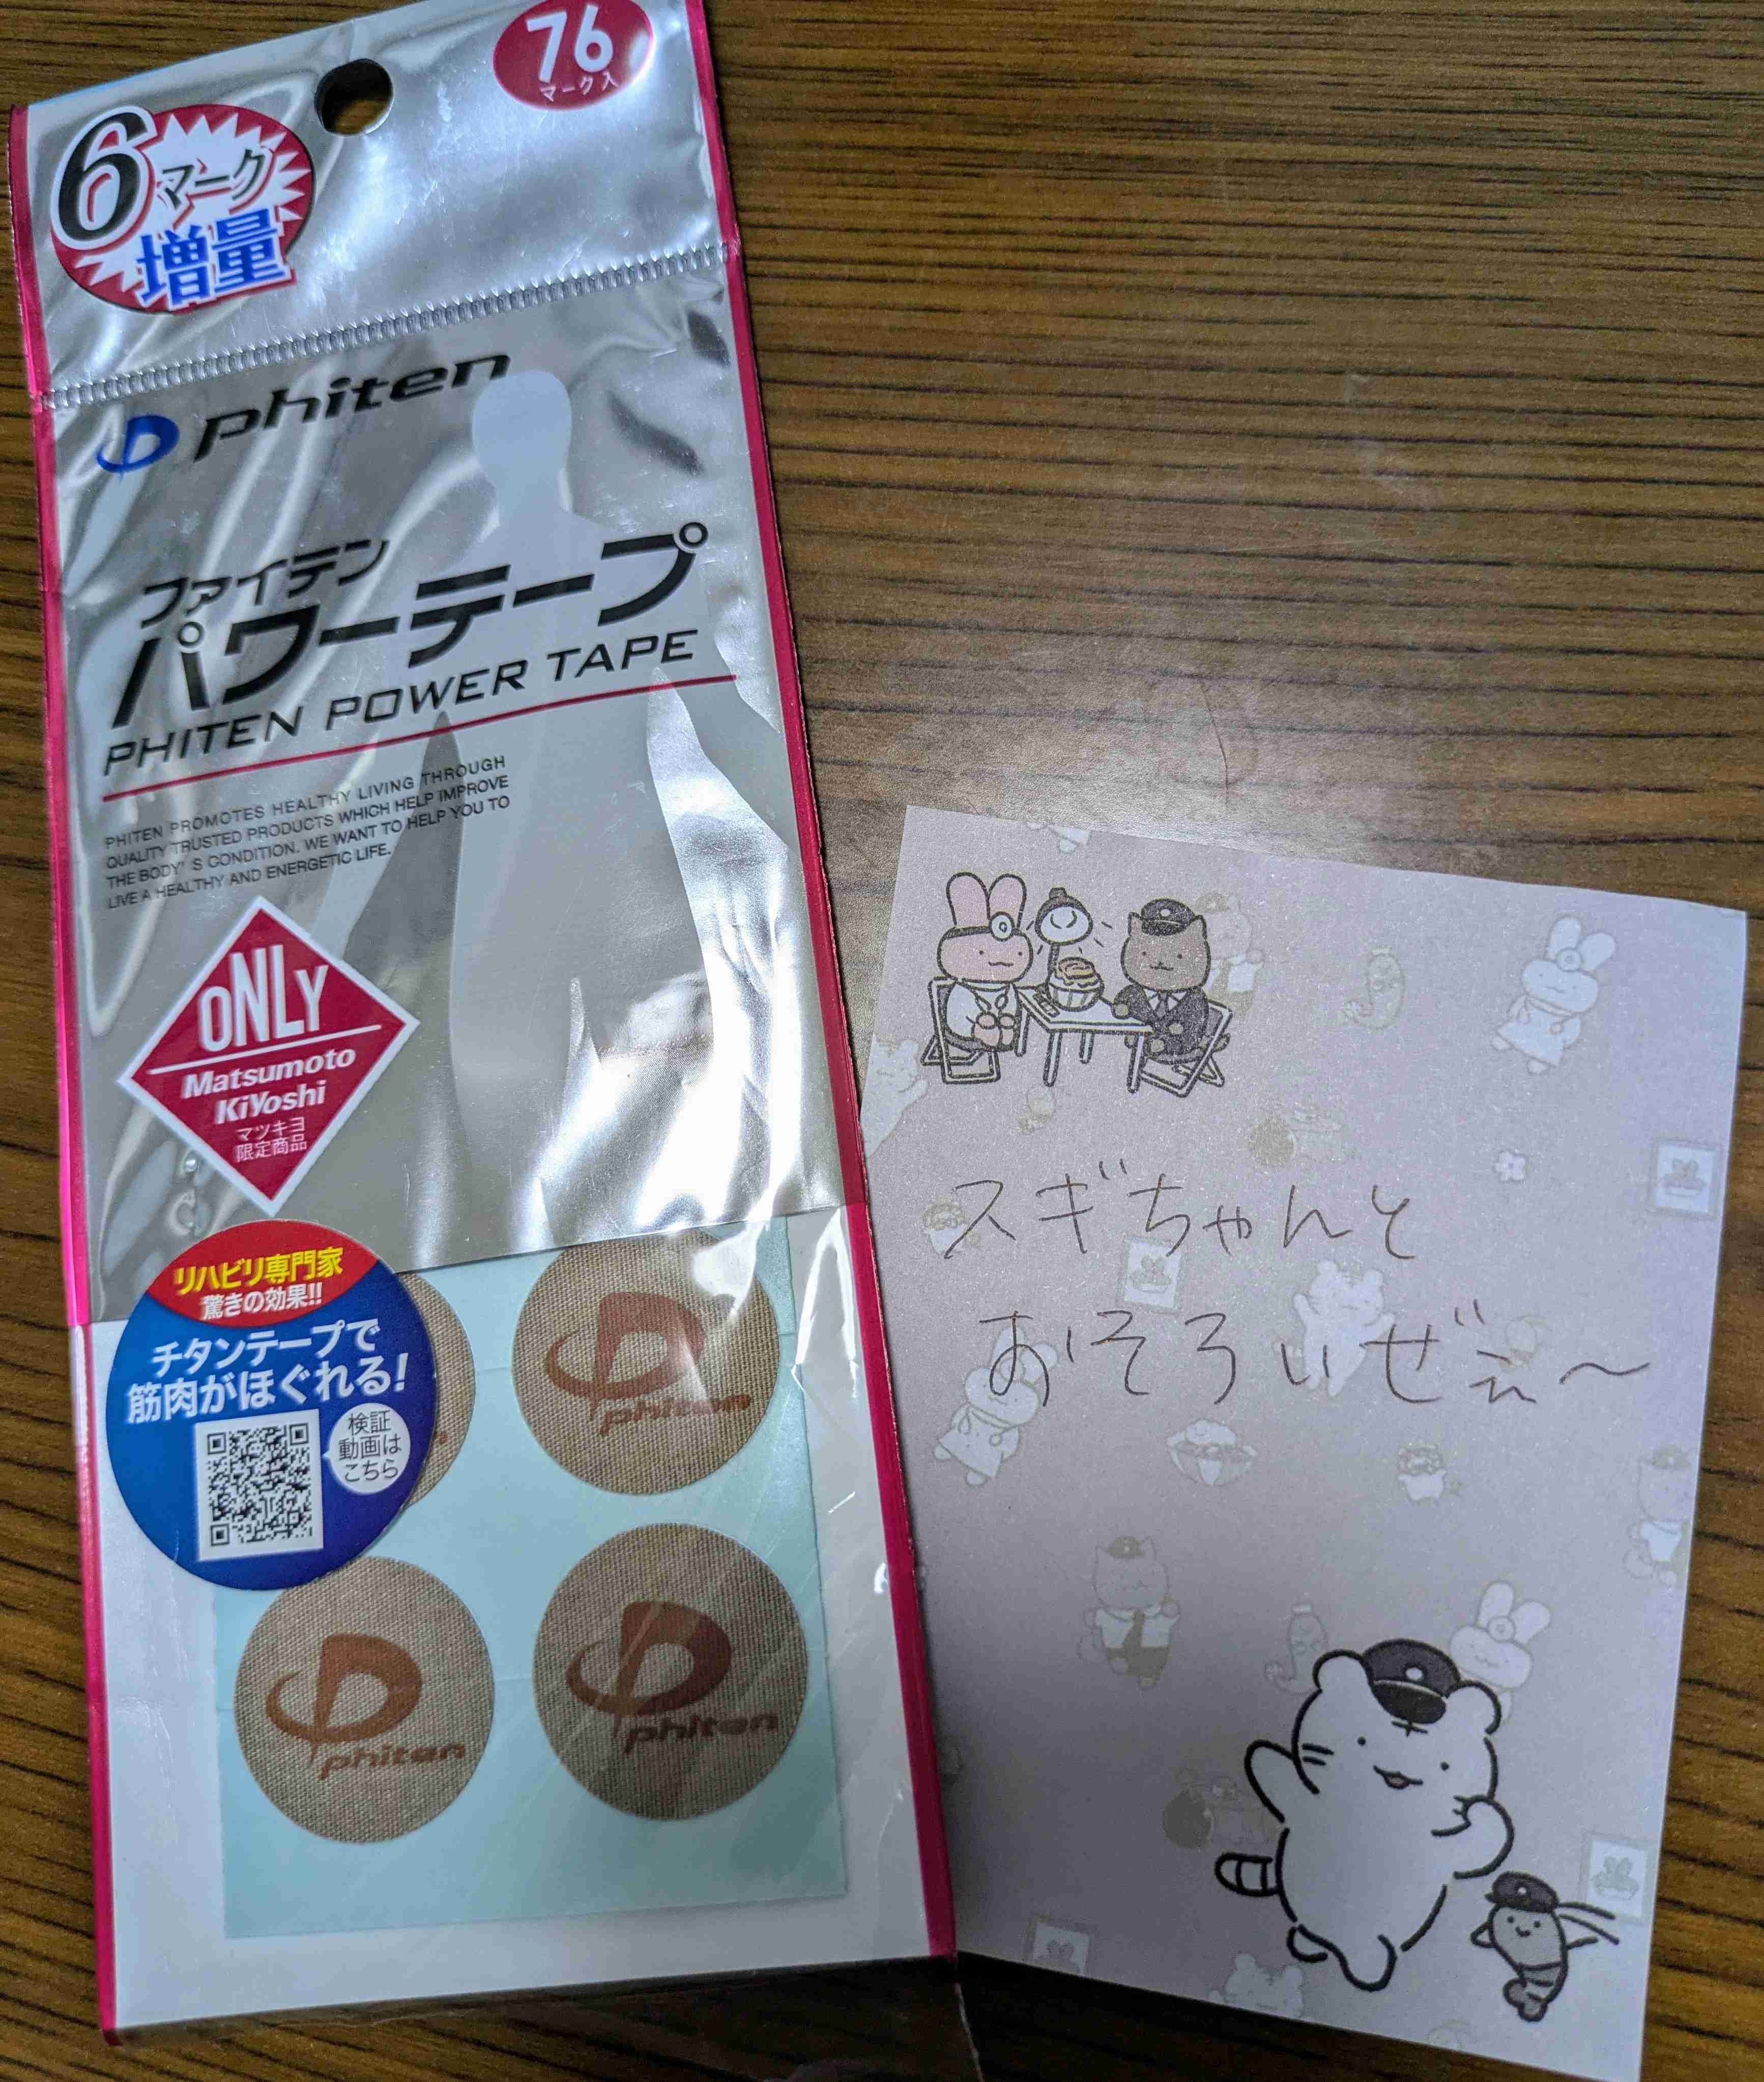 76
マーク入
6
マーク
増量
phiten
ファイテン
パワーテープ
PHITEN POWER TAPE
PHITEN PROMOTES HEALTHY LIVING THROUGH
QUALITY TRUSTED PRODUCTS WHICH HELP IMPROVE
THE BODY'S CONDITION. WE WANT TO HELP YOU TO
LIVE A HEALTHY AND ENERGETIC LIFE.
ONLY
Matsumoto
KiYoshi
マツキヨ
限定商品
リハビリ専門家
驚きの効果!!
チタンテープで
筋肉がほぐれる!
検証
動画は
こちら
phiten
phiten
phiten
スギちゃんと
おそろいぜぇ〜